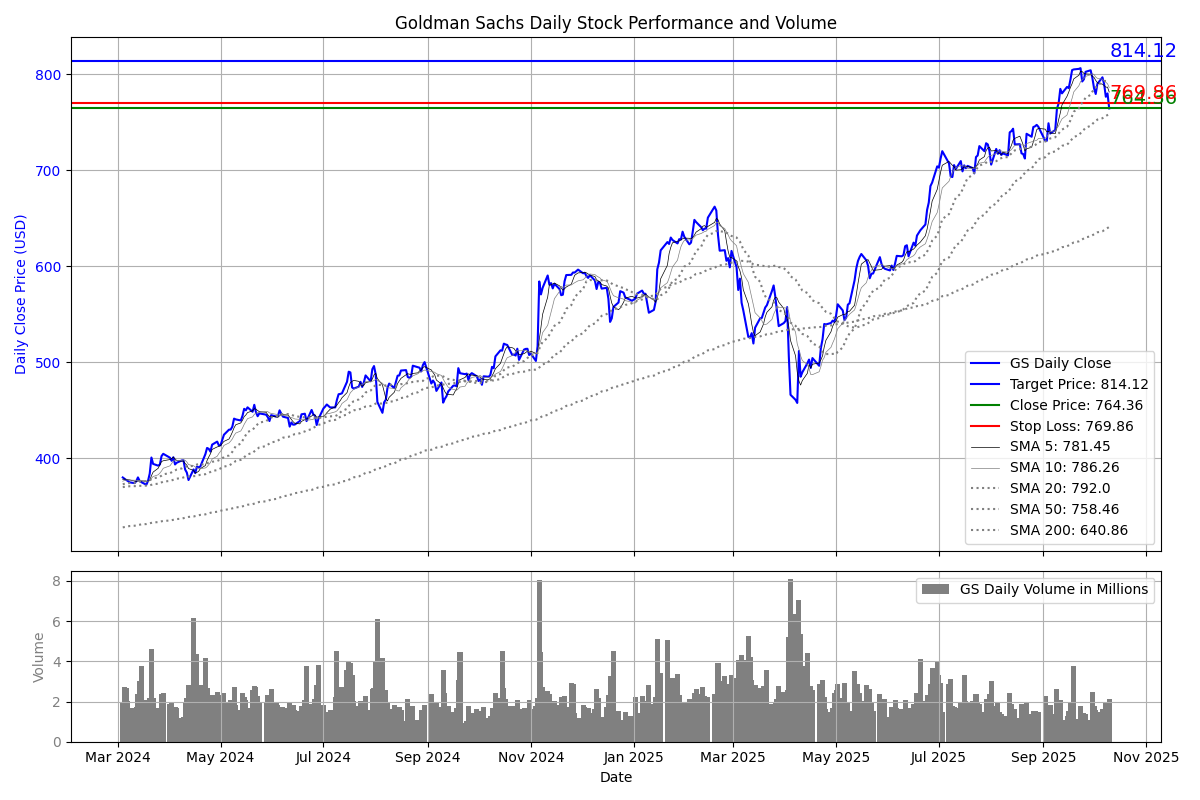 Goldman Sachs Daily Stock Performance and Volume
Daily Close Price (USD)
800
700
600
500
400
814.12
769.86
764.36
GS Daily Close
Target Price: 814.12
Close Price: 764.36
Stop Loss: 769.86
SMA 5: 781.45
SMA 10: 786.26
SMA 20: 792.0
SMA 50: 758.46
SMA 200: 640.86
Volume
8
6
4
2
0
GS Daily Volume in Millions
Mar 2024 May 2024 Jul 2024 Sep 2024 Nov 2024 Jan 2025 Mar 2025 May 2025 Jul 2025 Sep 2025 Nov 2025
Date